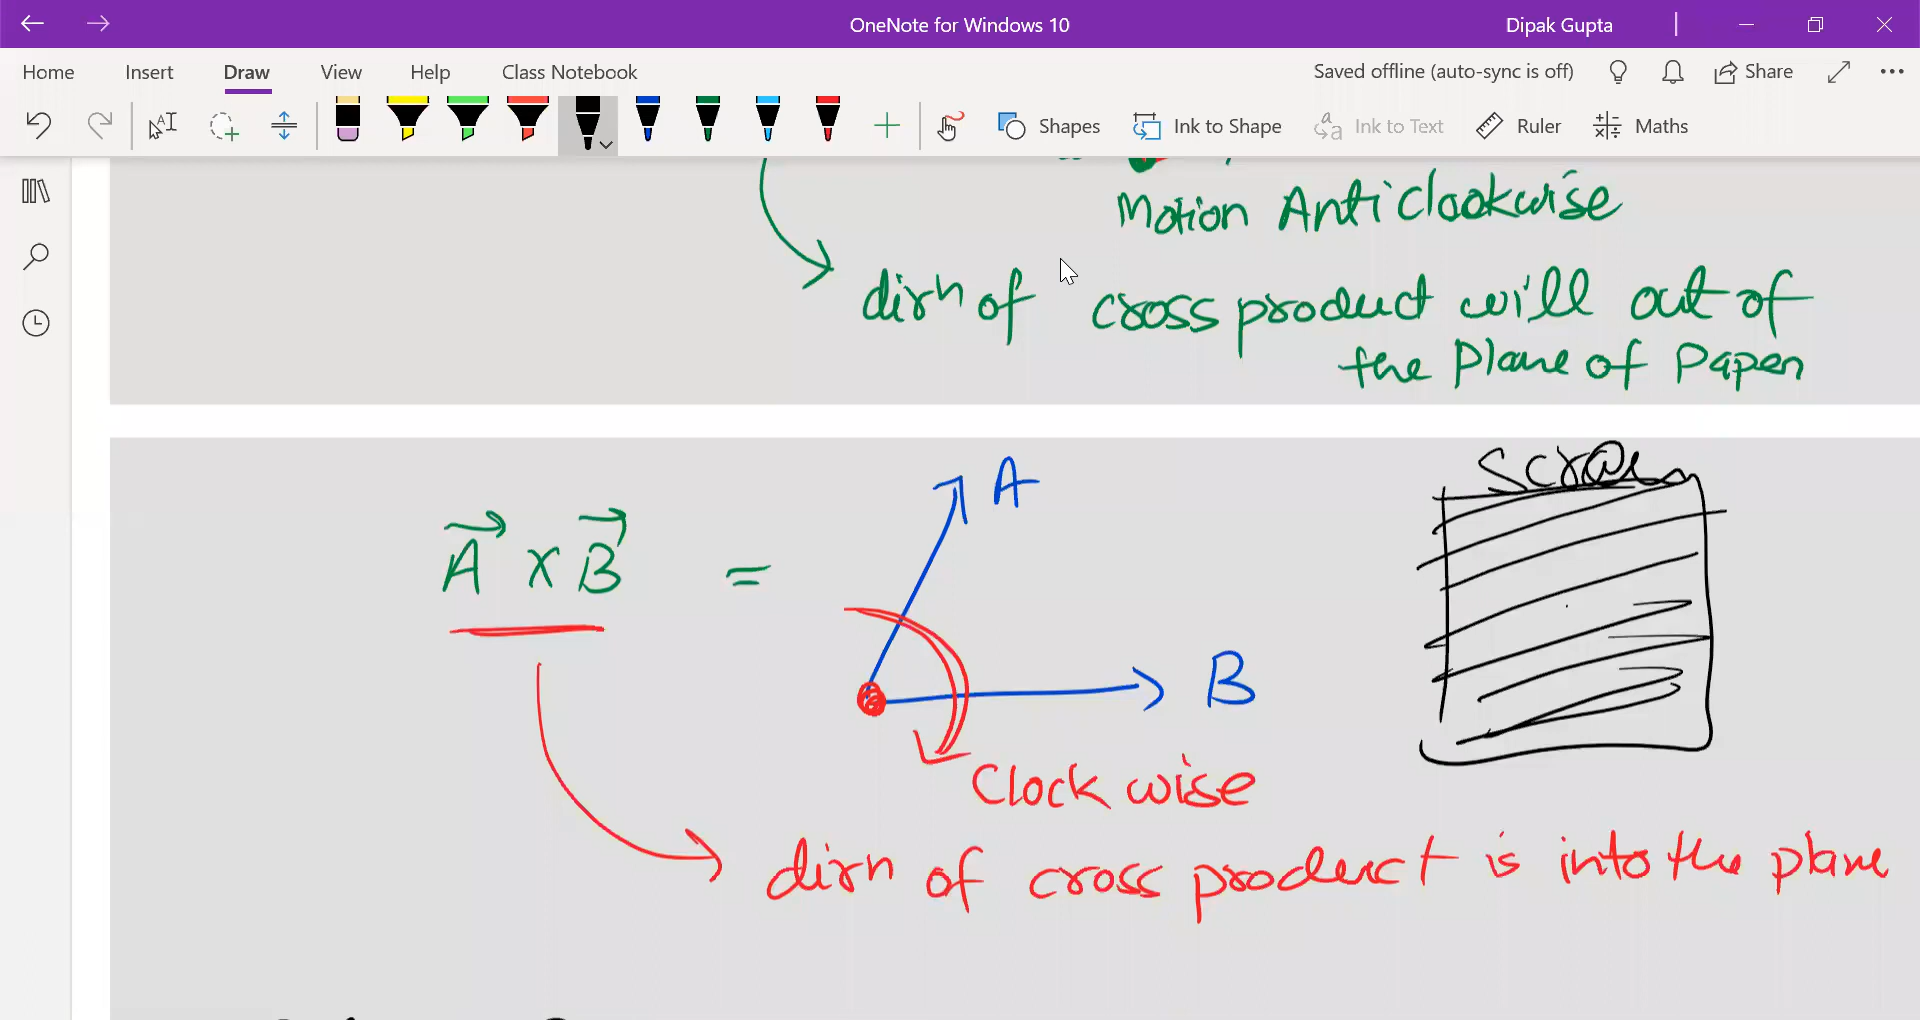 OneNote for Windows 10
Dipak Gupta
Home Insert Draw View Help Class Notebook
Saved offline (auto-sync is off) Share
Shapes Ink to Shape Ink to Text Ruler Maths
Motion Anticlockwise
dirn of cross product will out of
the Plane of Paper
A
A x B =
B
Clock wise
dirn of cross product is into the plane